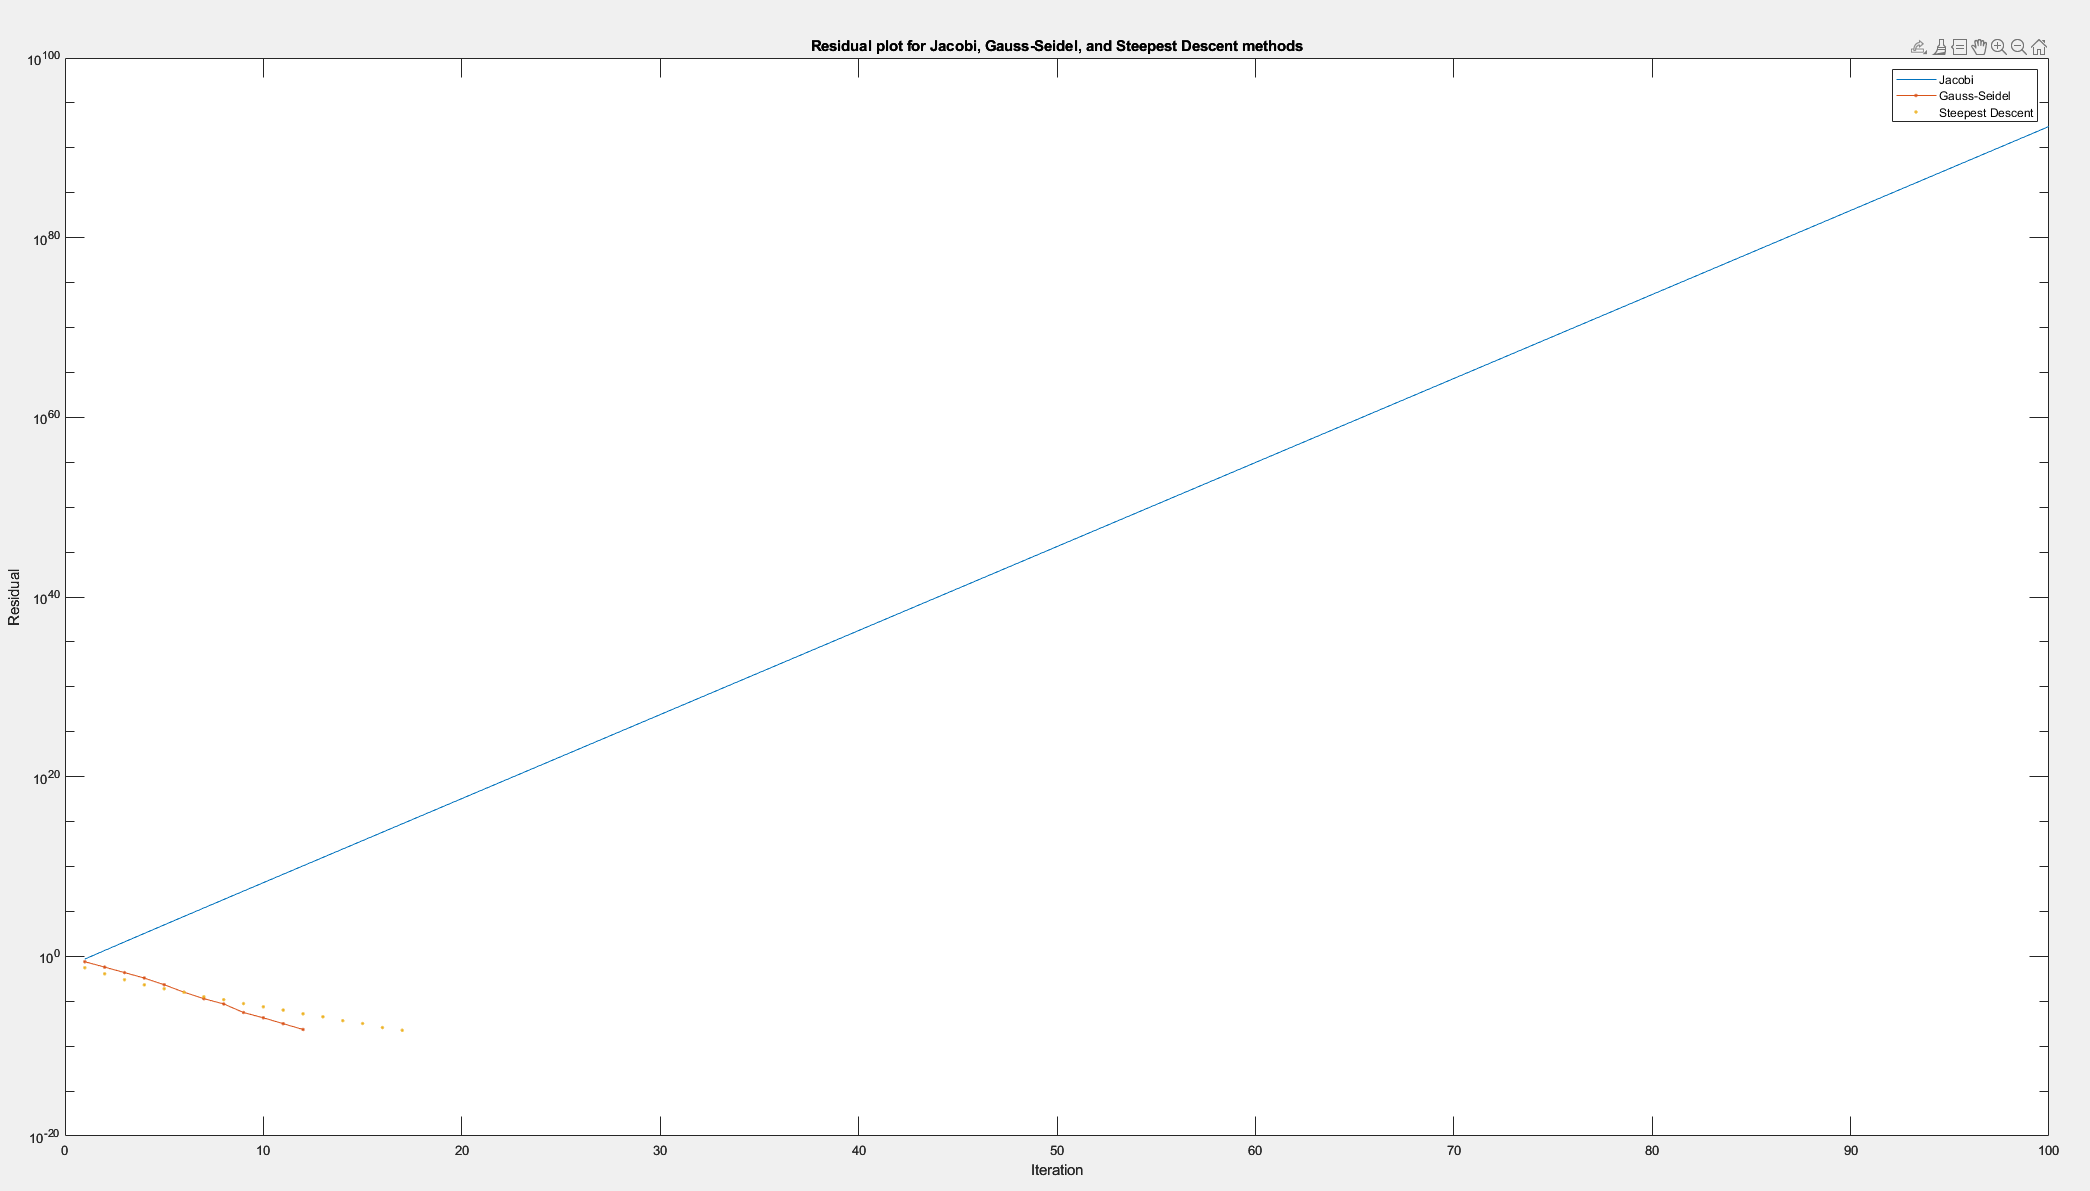 Residual plot for Jacobi, Gauss-Seidel, and Steepest Descent methods
Jacobi
Gauss-Seidel
Steepest Descent
10^100
10^80
10^60
10^40
10^20
10^0
10^-20
Residual
0 10 20 30 40 50 60 70 80 90 100
Iteration